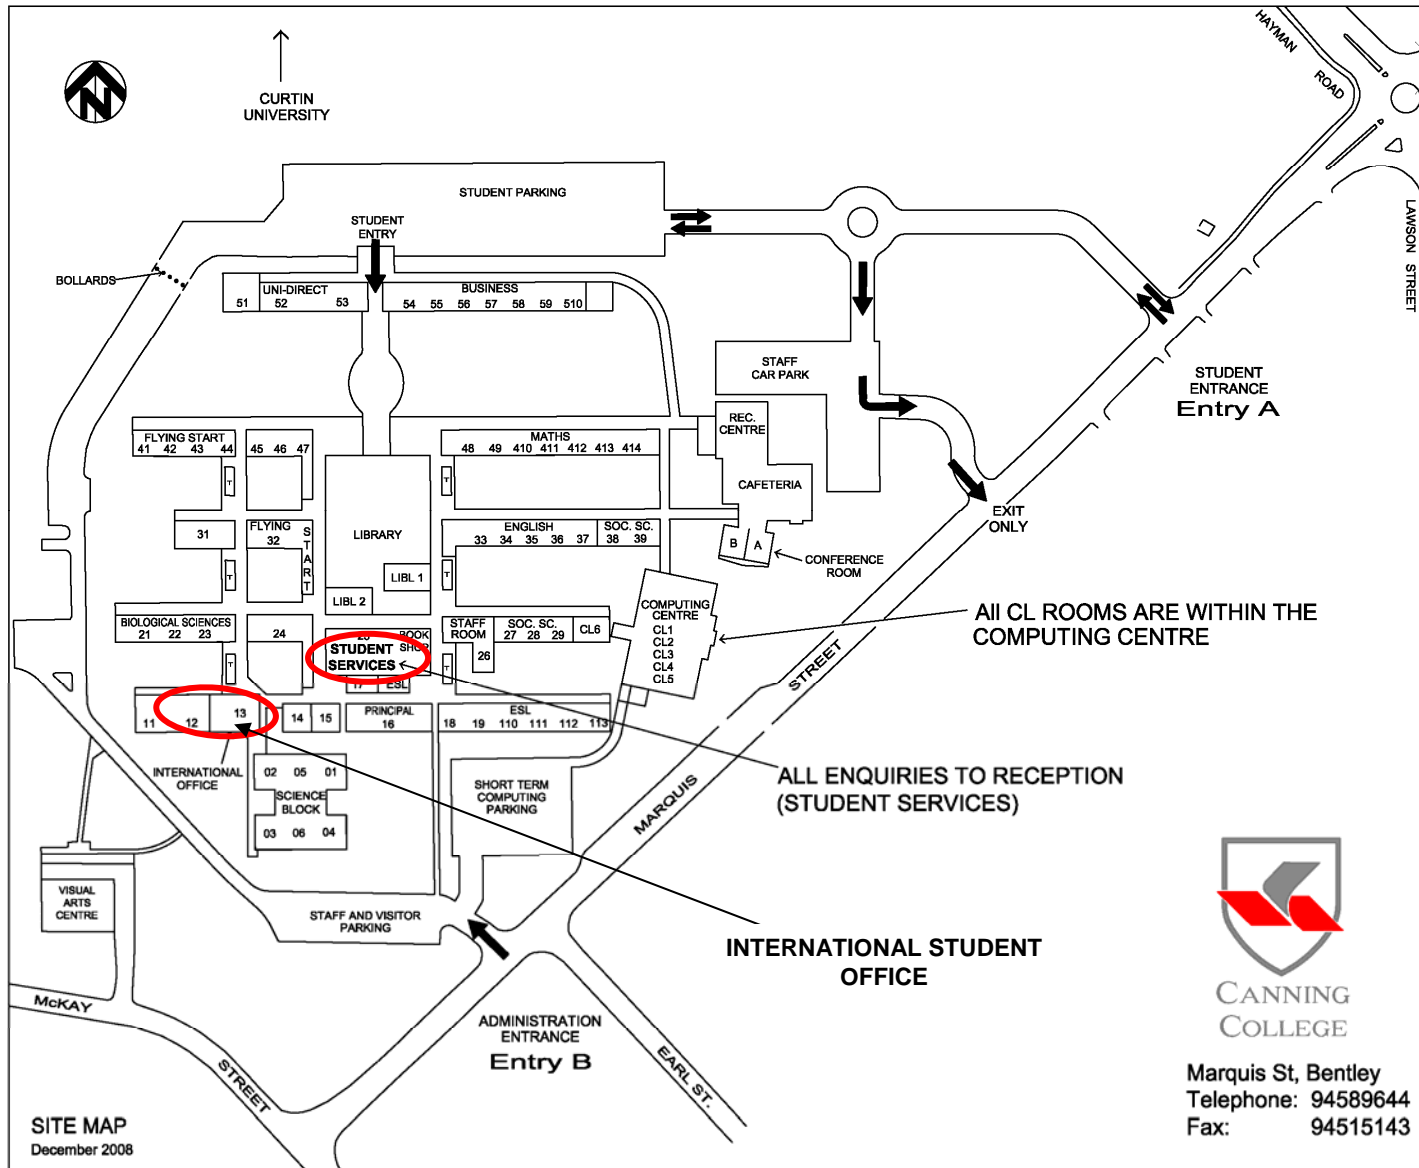 HAYMAN
ROAD
LAWSON STREET
N
CURTIN
UNIVERSITY
STUDENT PARKING
STUDENT
ENTRY
BOLLARDS
UNI-DIRECT
BUSINESS
51 52 53 54 55 56 57 58 59 510
STAFF
CAR PARK
STUDENT
ENTRANCE
Entry A
REC.
CENTRE
FLYING START
MATHS
41 42 43 44 45 46 47 48 49 410 411 412 413 414
T
T
CAFETERIA
EXIT
ONLY
31
FLYING
32
START
LIBRARY
ENGLISH
SOC. SC.
33 34 35 36 37 38 39
B A
CONFERENCE
ROOM
T
T
LIBL 1
LIBL 2
COMPUTING
CENTRE
CL1
CL2
CL3
CL4
CL5
All CL ROOMS ARE WITHIN THE
COMPUTING CENTRE
BIOLOGICAL SCIENCES
21 22 23
24
BOOK
SHOP
STUDENT
SERVICES
STAFF
ROOM
26
SOC. SC.
27 28 29
CL6
T
T
17
ESL
11 12 13 14 15
PRINCIPAL
16
ESL
18 19 110 111 112 113
INTERNATIONAL
OFFICE
02 05 01
SCIENCE
BLOCK
03 06 04
SHORT TERM
COMPUTING
PARKING
ALL ENQUIRIES TO RECEPTION
(STUDENT SERVICES)
MARQUIS
STREET
VISUAL
ARTS
CENTRE
STAFF AND VISITOR
PARKING
INTERNATIONAL STUDENT
OFFICE
McKAY
STREET
ADMINISTRATION
ENTRANCE
Entry B
EARL ST.
CANNING
COLLEGE
Marquis St, Bentley
Telephone: 94589644
Fax: 94515143
SITE MAP
December 2008